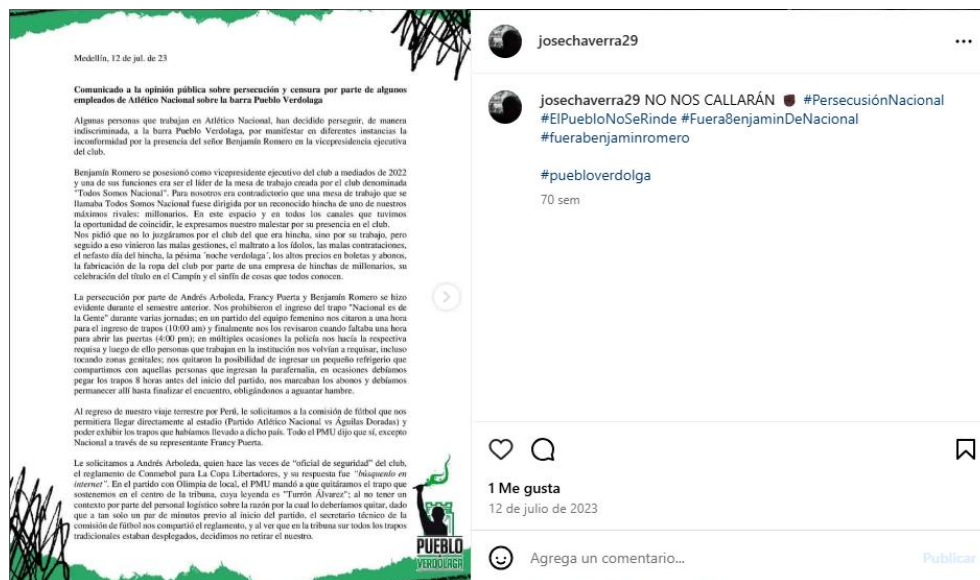 Medellín, 12 de jul. de 23
Comunicado a la opinión pública sobre persecución y censura por parte de algunos
empleados de Atlético Nacional sobre la barra Pueblo Verdolaga
Algunas personas que trabajan en Atlético Nacional, han decidido perseguir, de manera
indiscriminada, a la barra Pueblo Verdolaga, por manifestar en diferentes instancias la
inconformidad por la presencia del señor Benjamín Romero en la vicepresidencia ejecutiva
del club.
Benjamín Romero se posesionó como vicepresidente ejecutivo del club a mediados de 2022
y una de sus funciones era ser el líder de la mesa de trabajo creada por el club denominada
"Todos Somos Nacional". Para nosotros era contradictorio que una mesa de trabajo que se
llamaba Todos Somos Nacional fuese dirigida por un reconocido hincha de uno de nuestros
máximos rivales: millonarios. En este espacio y en todos los canales que tuvimos
la oportunidad de coincidir, le expresamos nuestro malestar por su presencia en el club.
Nos pidió que no lo juzgáramos por el club del que era hincha, sino por su trabajo, pero
seguido a eso vinieron las malas gestiones, el maltrato a los ídolos, las malas contrataciones,
el nefasto día del hincha, la pésima ´noche verdolaga´, los altos precios en boletas y abonos,
la fabricación de la ropa del club por parte de una empresa de hinchas de millonarios, su
celebración del título en el Campín y el sinfín de cosas que todos conocen.
La persecución por parte de Andrés Arboleda, Francy Puerta y Benjamín Romero se hizo
evidente durante el semestre anterior. Nos prohibieron el ingreso del trapo "Nacional es de
la Gente" durante varias jornadas; en un partido del equipo femenino nos citaron a una hora
para el ingreso de trapos (10:00 am) y finalmente nos los revisaron cuando faltaba una hora
para abrir las puertas (4:00 pm); en múltiples ocasiones la policía nos hacía la respectiva
requisa y luego de ello personas que trabajan en la institución nos volvían a requisar, incluso
tocando zonas genitales; nos quitaron la posibilidad de ingresar un pequeño refrigerio que
compartimos con aquellas personas que ingresan la parafernalia, en ocasiones debíamos
pegar los trapos 8 horas antes del inicio del partido, nos marcaban los abonos y debíamos
permanecer allí hasta finalizar el encuentro, obligándonos a aguantar hambre.
Al regreso de nuestro viaje terrestre por Perú, le solicitamos a la comisión de fútbol que nos
permitiera llegar directamente al estadio (Partido Atlético Nacional vs Águilas Doradas) y
poder exhibir los trapos que habíamos llevado a dicho país. Todo el PMU dijo que sí, excepto
Nacional a través de su representante Francy Puerta.
Le solicitamos a Andrés Arboleda, quien hace las veces de "oficial de seguridad" del club,
el reglamento de Conmebol para La Copa Libertadores, y su respuesta fue "búsquenlo en
internet". En el partido con Olimpia de local, el PMU mandó a que quitáramos el trapo que
sostenemos en el centro de la tribuna, cuya leyenda es "Turrón Álvarez"; al no tener un
contexto por parte del personal logístico sobre la razón por la cual lo deberíamos quitar, dado
que a tan solo un par de minutos previo al inicio del partido, el secretario técnico de la
comisión de fútbol nos compartió el reglamento, y al ver que en la tribuna sur todos los trapos
tradicionales estaban desplegados, decidimos no retirar el nuestro.
PUEBLO
VERDOLAGA
josechaverra29
josechaverra29 NO NOS CALLARÁN ✊🏿 #PersecusiónNacional
#ElPuebloNoSeRinde #Fuera8enjaminDeNacional
#fuerabenjaminromero
#puebloverdolga
70 sem
1 Me gusta
12 de julio de 2023
Agrega un comentario...
Publicar